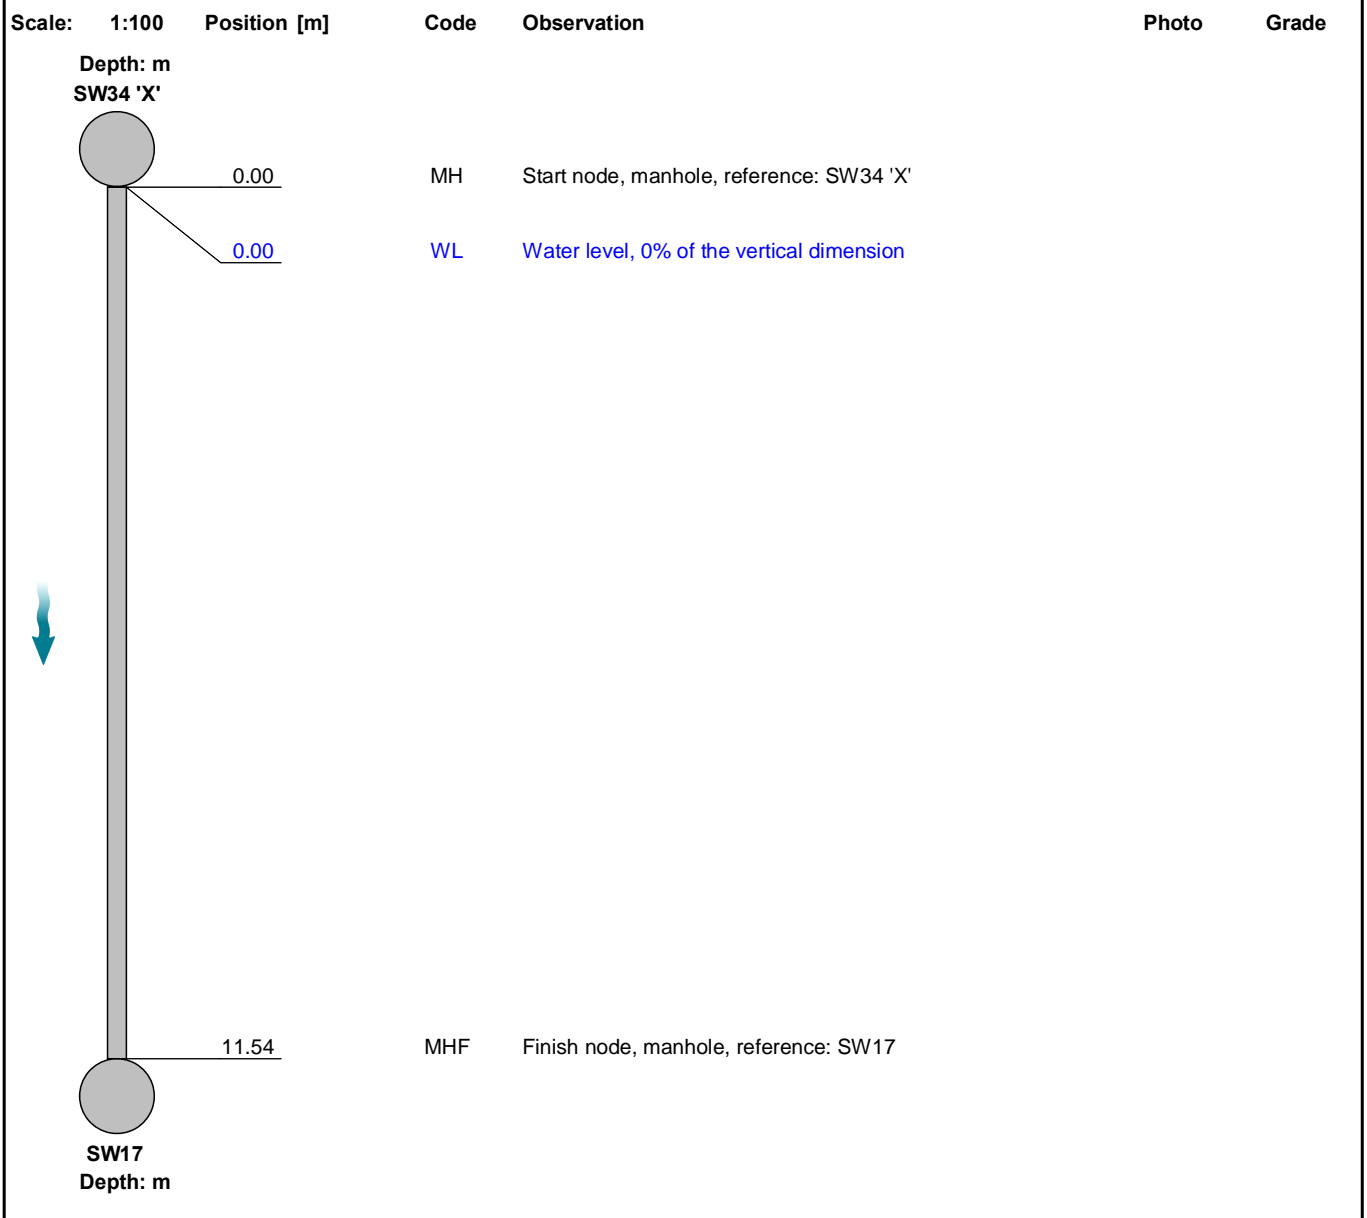 Scale: 1:100 Position [m] Code Observation Photo Grade
Depth: m
SW34 'X'
0.00 MH Start node, manhole, reference: SW34 'X'
0.00 WL Water level, 0% of the vertical dimension
11.54 MHF Finish node, manhole, reference: SW17
SW17
Depth: m